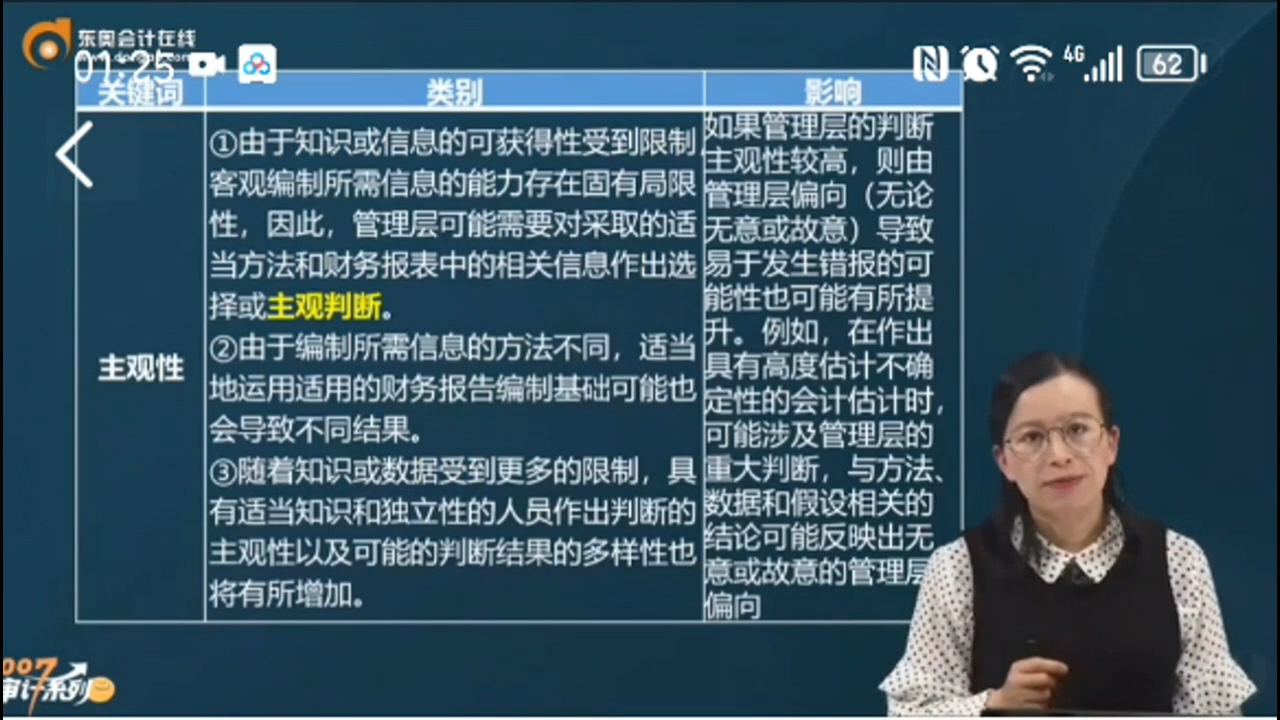 东奥会计在线
01:25
4G
62
关键词
类别
影响
主观性
①由于知识或信息的可获得性受到限制,
客观编制所需信息的能力存在固有局限
性，因此，管理层可能需要对采取的适
当方法和财务报表中的相关信息作出选
择或主观判断。
②由于编制所需信息的方法不同，适当
地运用适用的财务报告编制基础可能也
会导致不同结果。
③随着知识或数据受到更多的限制，具
有适当知识和独立性的人员作出判断的
主观性以及可能的判断结果的多样性也
将有所增加。
如果管理层的判断
主观性较高，则由
管理层偏向（无论
无意或故意）导致
易于发生错报的可
能性也可能有所提
升。例如，在作出
具有高度估计不确
定性的会计估计时，
可能涉及管理层的
重大判断，与方法、
数据和假设相关的
结论可能反映出无
意或故意的管理层
偏向
007
审计系列